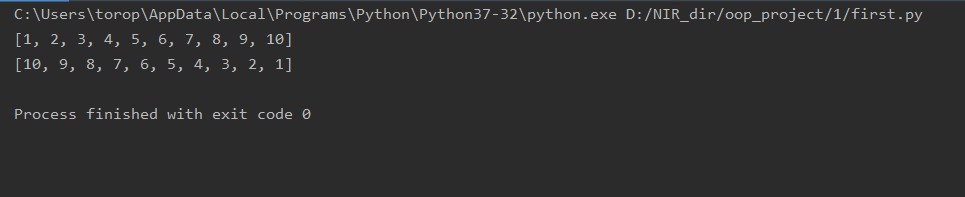 C:\Users\torop\AppData\Local\Programs\Python\Python37-32\python.exe D:/NIR_dir/oop_project/1/first.py
[1, 2, 3, 4, 5, 6, 7, 8, 9, 10]
[10, 9, 8, 7, 6, 5, 4, 3, 2, 1]
Process finished with exit code 0